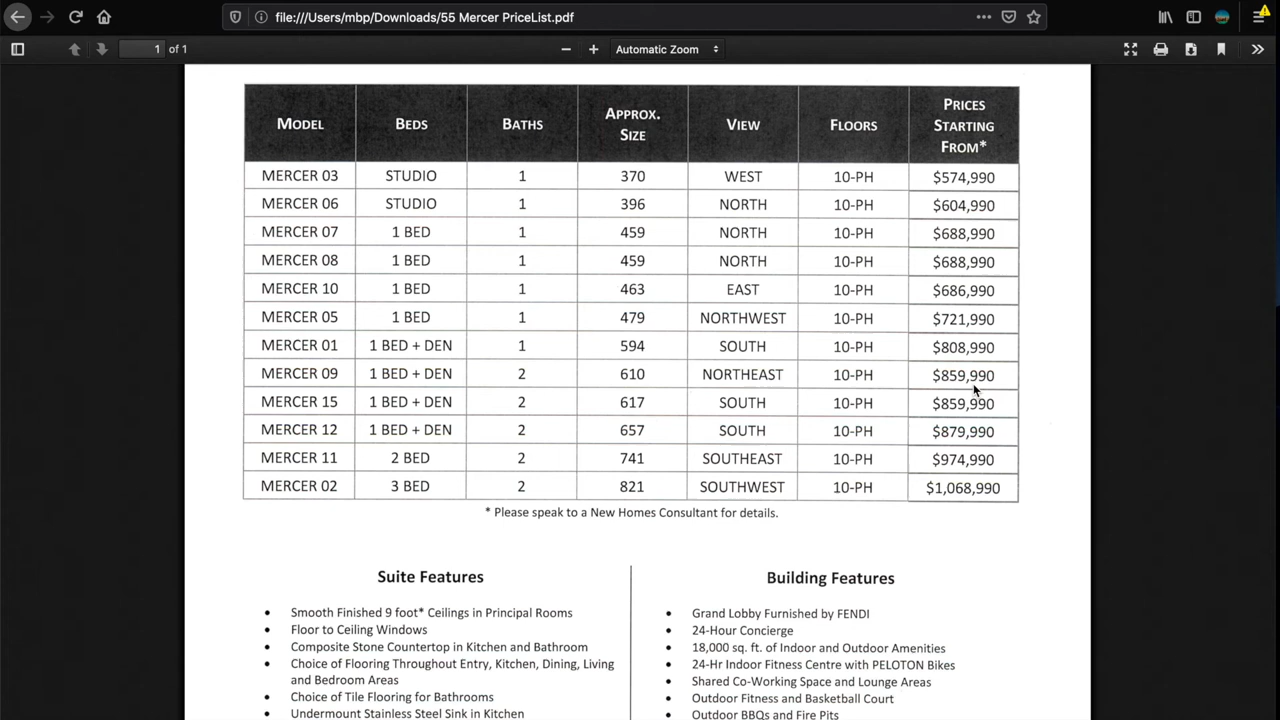 file:///Users/mbp/Downloads/55 Mercer PriceList.pdf
1 of 1
Automatic Zoom
MODEL BEDS BATHS APPROX. SIZE VIEW FLOORS PRICES STARTING FROM*
MERCER 03 STUDIO 1 370 WEST 10-PH $574,990
MERCER 06 STUDIO 1 396 NORTH 10-PH $604,990
MERCER 07 1 BED 1 459 NORTH 10-PH $688,990
MERCER 08 1 BED 1 459 NORTH 10-PH $688,990
MERCER 10 1 BED 1 463 EAST 10-PH $686,990
MERCER 05 1 BED 1 479 NORTHWEST 10-PH $721,990
MERCER 01 1 BED + DEN 1 594 SOUTH 10-PH $808,990
MERCER 09 1 BED + DEN 2 610 NORTHEAST 10-PH $859,990
MERCER 15 1 BED + DEN 2 617 SOUTH 10-PH $859,990
MERCER 12 1 BED + DEN 2 657 SOUTH 10-PH $879,990
MERCER 11 2 BED 2 741 SOUTHEAST 10-PH $974,990
MERCER 02 3 BED 2 821 SOUTHWEST 10-PH $1,068,990
* Please speak to a New Homes Consultant for details.
Suite Features
• Smooth Finished 9 foot* Ceilings in Principal Rooms
• Floor to Ceiling Windows
• Composite Stone Countertop in Kitchen and Bathroom
• Choice of Flooring Throughout Entry, Kitchen, Dining, Living
and Bedroom Areas
• Choice of Tile Flooring for Bathrooms
• Undermount Stainless Steel Sink in Kitchen
Building Features
• Grand Lobby Furnished by FENDI
• 24-Hour Concierge
• 18,000 sq. ft. of Indoor and Outdoor Amenities
• 24-Hr Indoor Fitness Centre with PELOTON Bikes
• Shared Co-Working Space and Lounge Areas
• Outdoor Fitness and Basketball Court
• Outdoor BBQs and Fire Pits